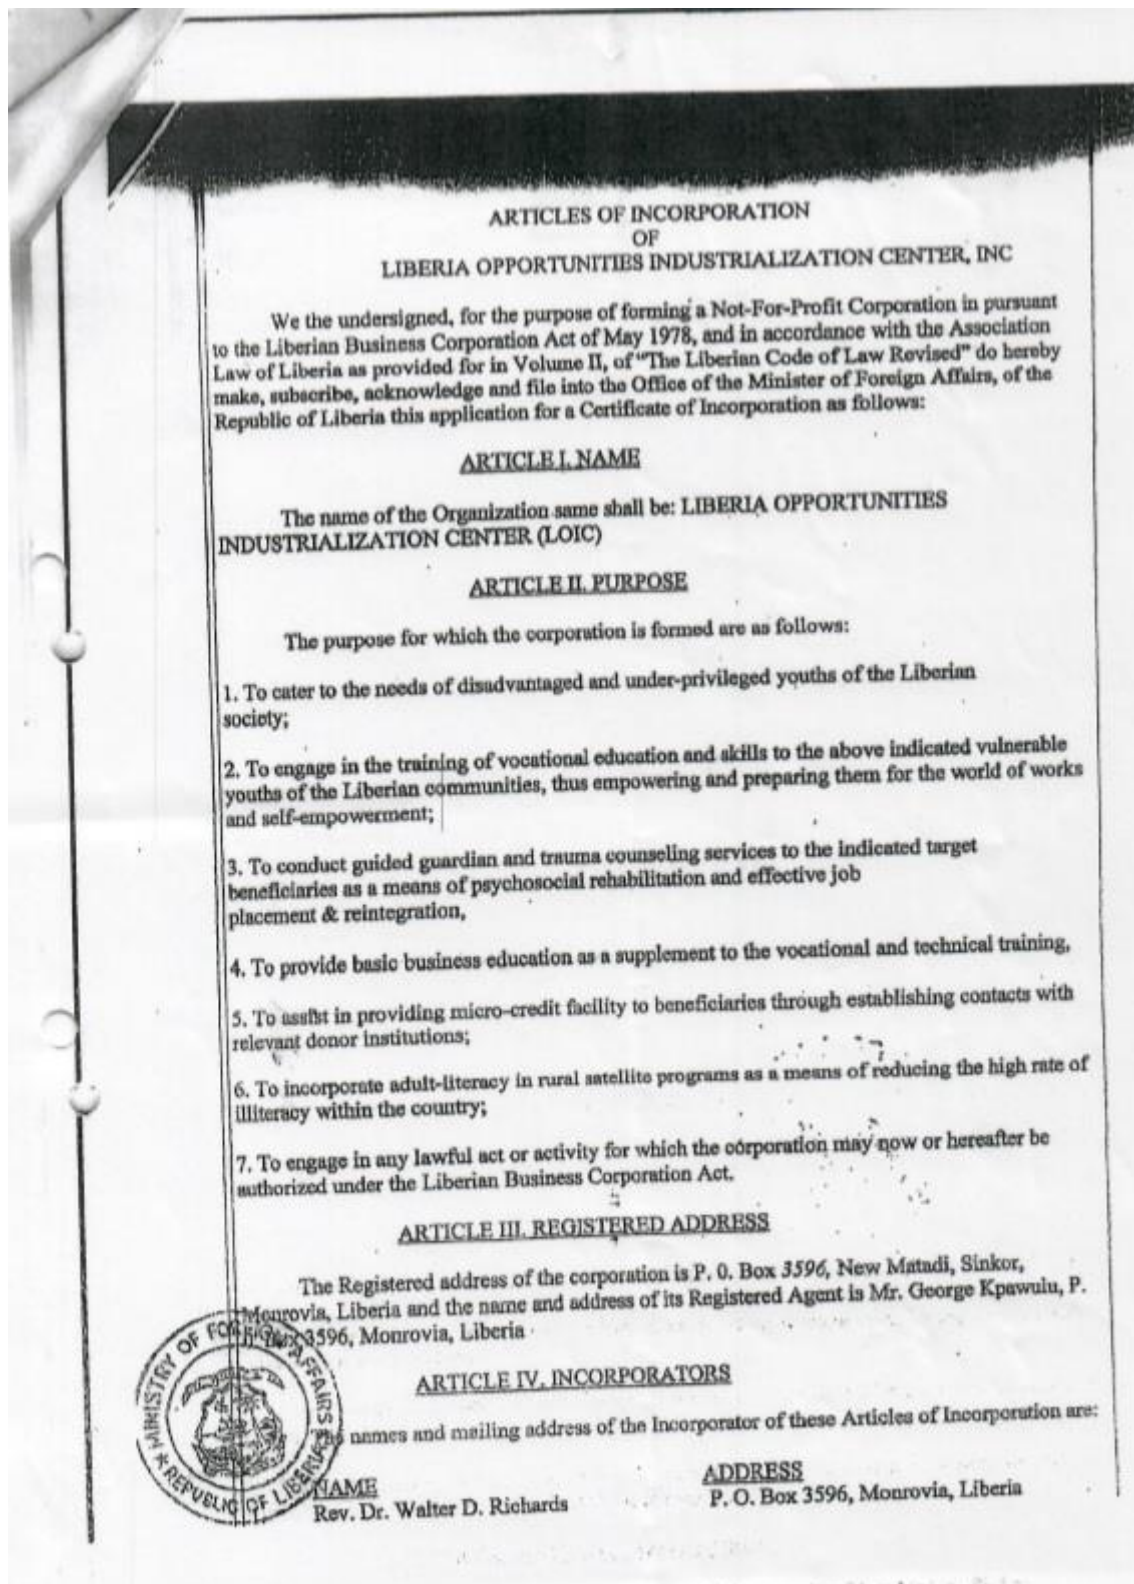 ARTICLES OF INCORPORATION
OF
LIBERIA OPPORTUNITIES INDUSTRIALIZATION CENTER, INC
We the undersigned, for the purpose of forming a Not-For-Profit Corporation in pursuant
to the Liberian Business Corporation Act of May 1978, and in accordance with the Association
Law of Liberia as provided for in Volume II, of "The Liberian Code of Law Revised" do hereby
make, subscribe, acknowledge and file into the Office of the Minister of Foreign Affairs, of the
Republic of Liberia this application for a Certificate of Incorporation as follows:
ARTICLE I. NAME
The name of the Organization same shall be: LIBERIA OPPORTUNITIES
INDUSTRIALIZATION CENTER (LOIC)
ARTICLE II. PURPOSE
The purpose for which the corporation is formed are as follows:
1. To cater to the needs of disadvantaged and under-privileged youths of the Liberian
society;
2. To engage in the training of vocational education and skills to the above indicated vulnerable
youths of the Liberian communities, thus empowering and preparing them for the world of works
and self-empowerment;
3. To conduct guided guardian and trauma counseling services to the indicated target
beneficiaries as a means of psychosocial rehabilitation and effective job
placement & reintegration,
4. To provide basic business education as a supplement to the vocational and technical training,
5. To assist in providing micro-credit facility to beneficiaries through establishing contacts with
relevant donor institutions;
6. To incorporate adult-literacy in rural satellite programs as a means of reducing the high rate of
illiteracy within the country;
7. To engage in any lawful act or activity for which the corporation may now or hereafter be
authorized under the Liberian Business Corporation Act.
ARTICLE III. REGISTERED ADDRESS
The Registered address of the corporation is P. 0. Box 3596, New Matadi, Sinkor,
Monrovia, Liberia and the name and address of its Registered Agent is Mr. George Kpawulu, P.
3596, Monrovia, Liberia
ARTICLE IV. INCORPORATORS
names and mailing address of the Incorporator of these Articles of Incorporation are:
NAME ADDRESS
Rev. Dr. Walter D. Richards P. O. Box 3596, Monrovia, Liberia
MINISTRY OF FOREIGN AFFAIRS
REPUBLIC OF LIBERIA